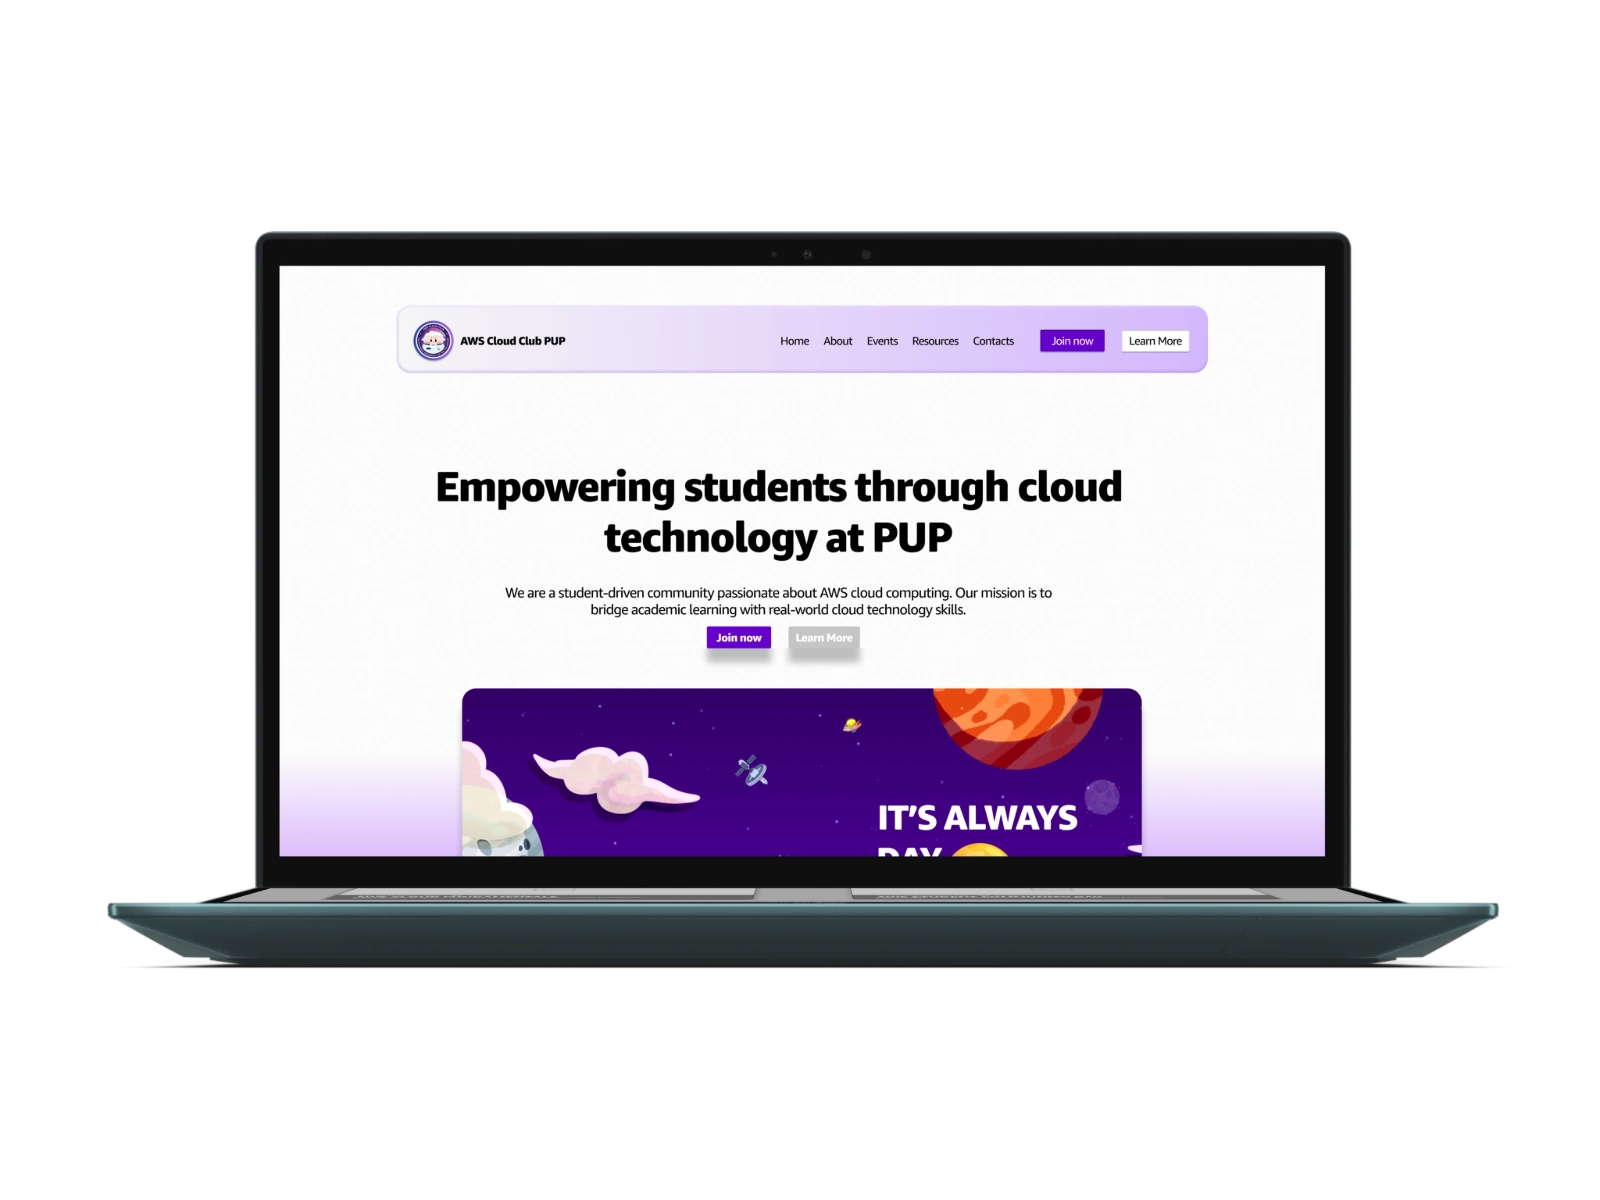 AWS Cloud Club PUP
Home About Events Resources Contacts Join now Learn More
Empowering students through cloud
technology at PUP
We are a student-driven community passionate about AWS cloud computing. Our mission is to
bridge academic learning with real-world cloud technology skills.
Join now Learn More
IT'S ALWAYS
DAY